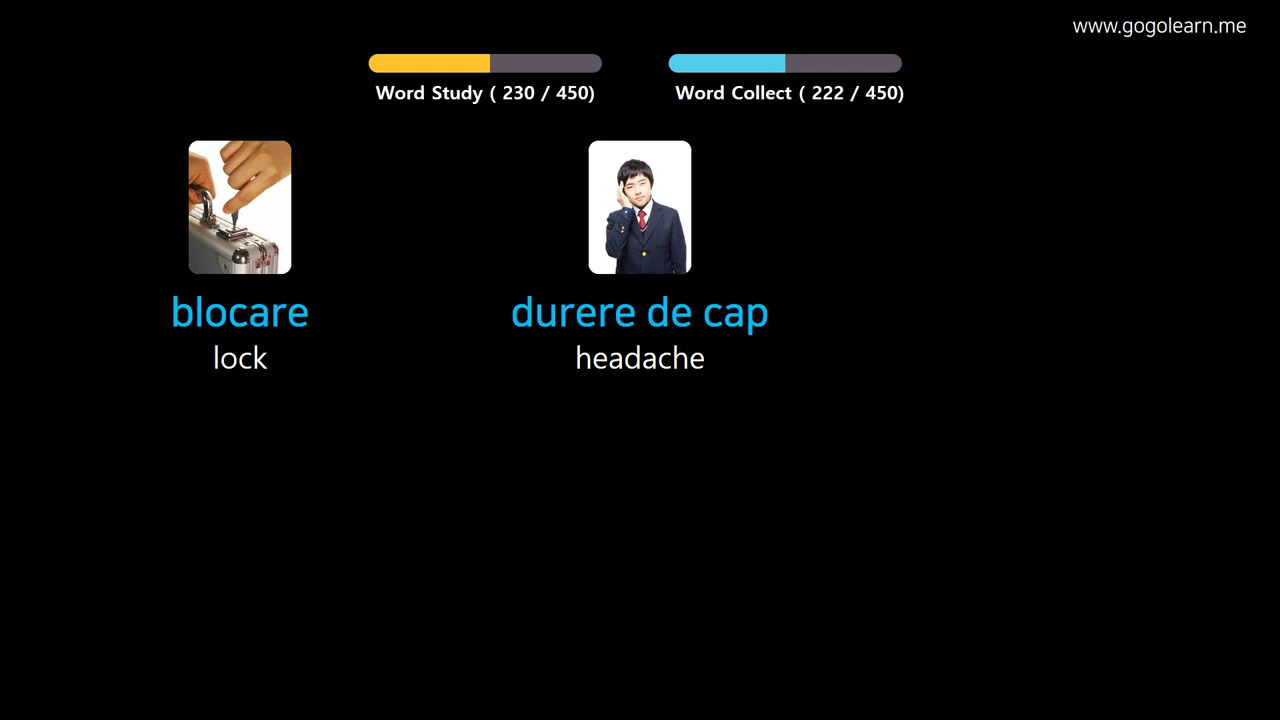 www.gogolearn.me
Word Study ( 230 / 450)
Word Collect ( 222 / 450)
blocare
lock
durere de cap
headache